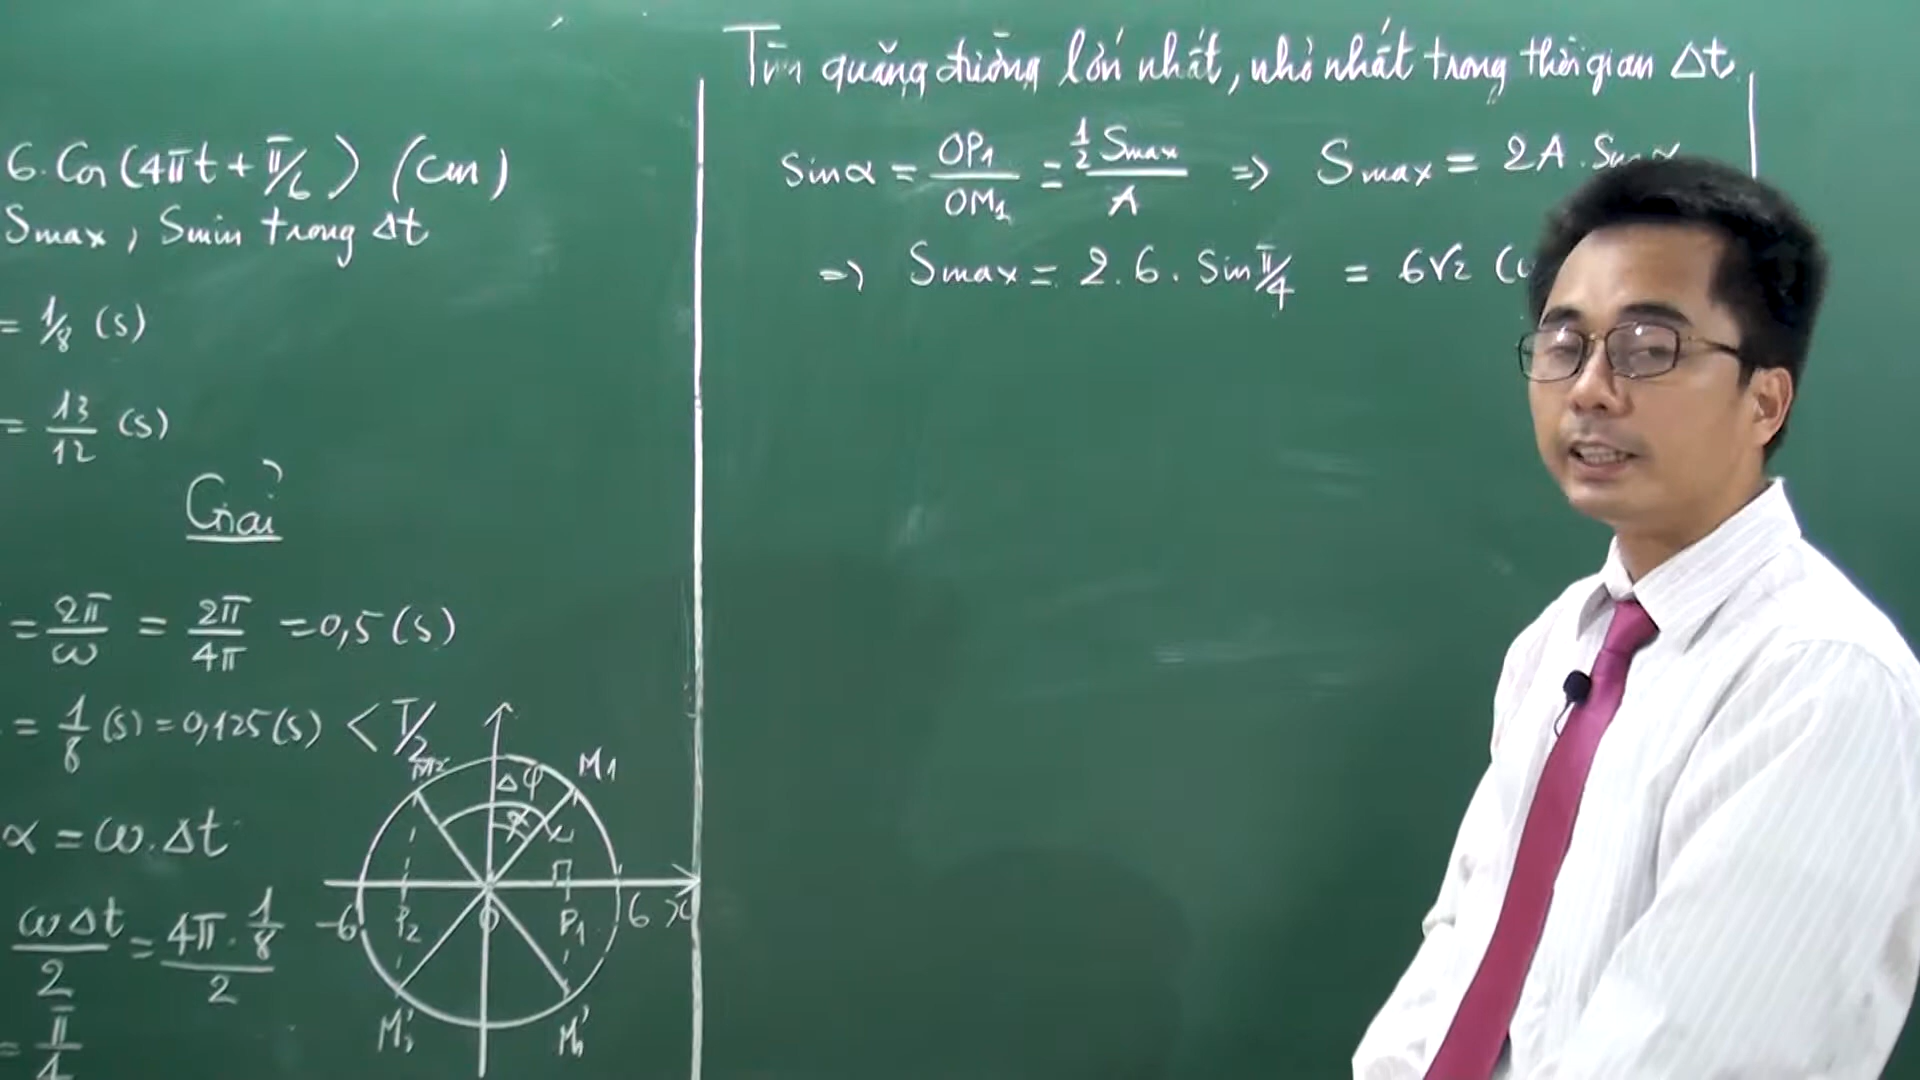 Tìm quãng đường lớn nhất, nhỏ nhất trong thời gian Δt
6.Cos(4πt + π/6) (cm)
Smax, Smin trong Δt
= 1/8 (s)
= 13/12 (s)
Giải
= 2π/ω = 2π/4π = 0,5 (s)
= 1/8 (s) = 0,125 (s) < T/2
α = ω.Δt
ωΔt/2 = 4π.1/8 / 2
= π/4
M2 Δφ M1
α
-6 P2 O P1 6 x
M'2 M'1
Sinα = OP1/OM1 = 1/2 Smax / A => Smax = 2A.Sinα
=> Smax = 2.6.Sin π/4 = 6√2 (c